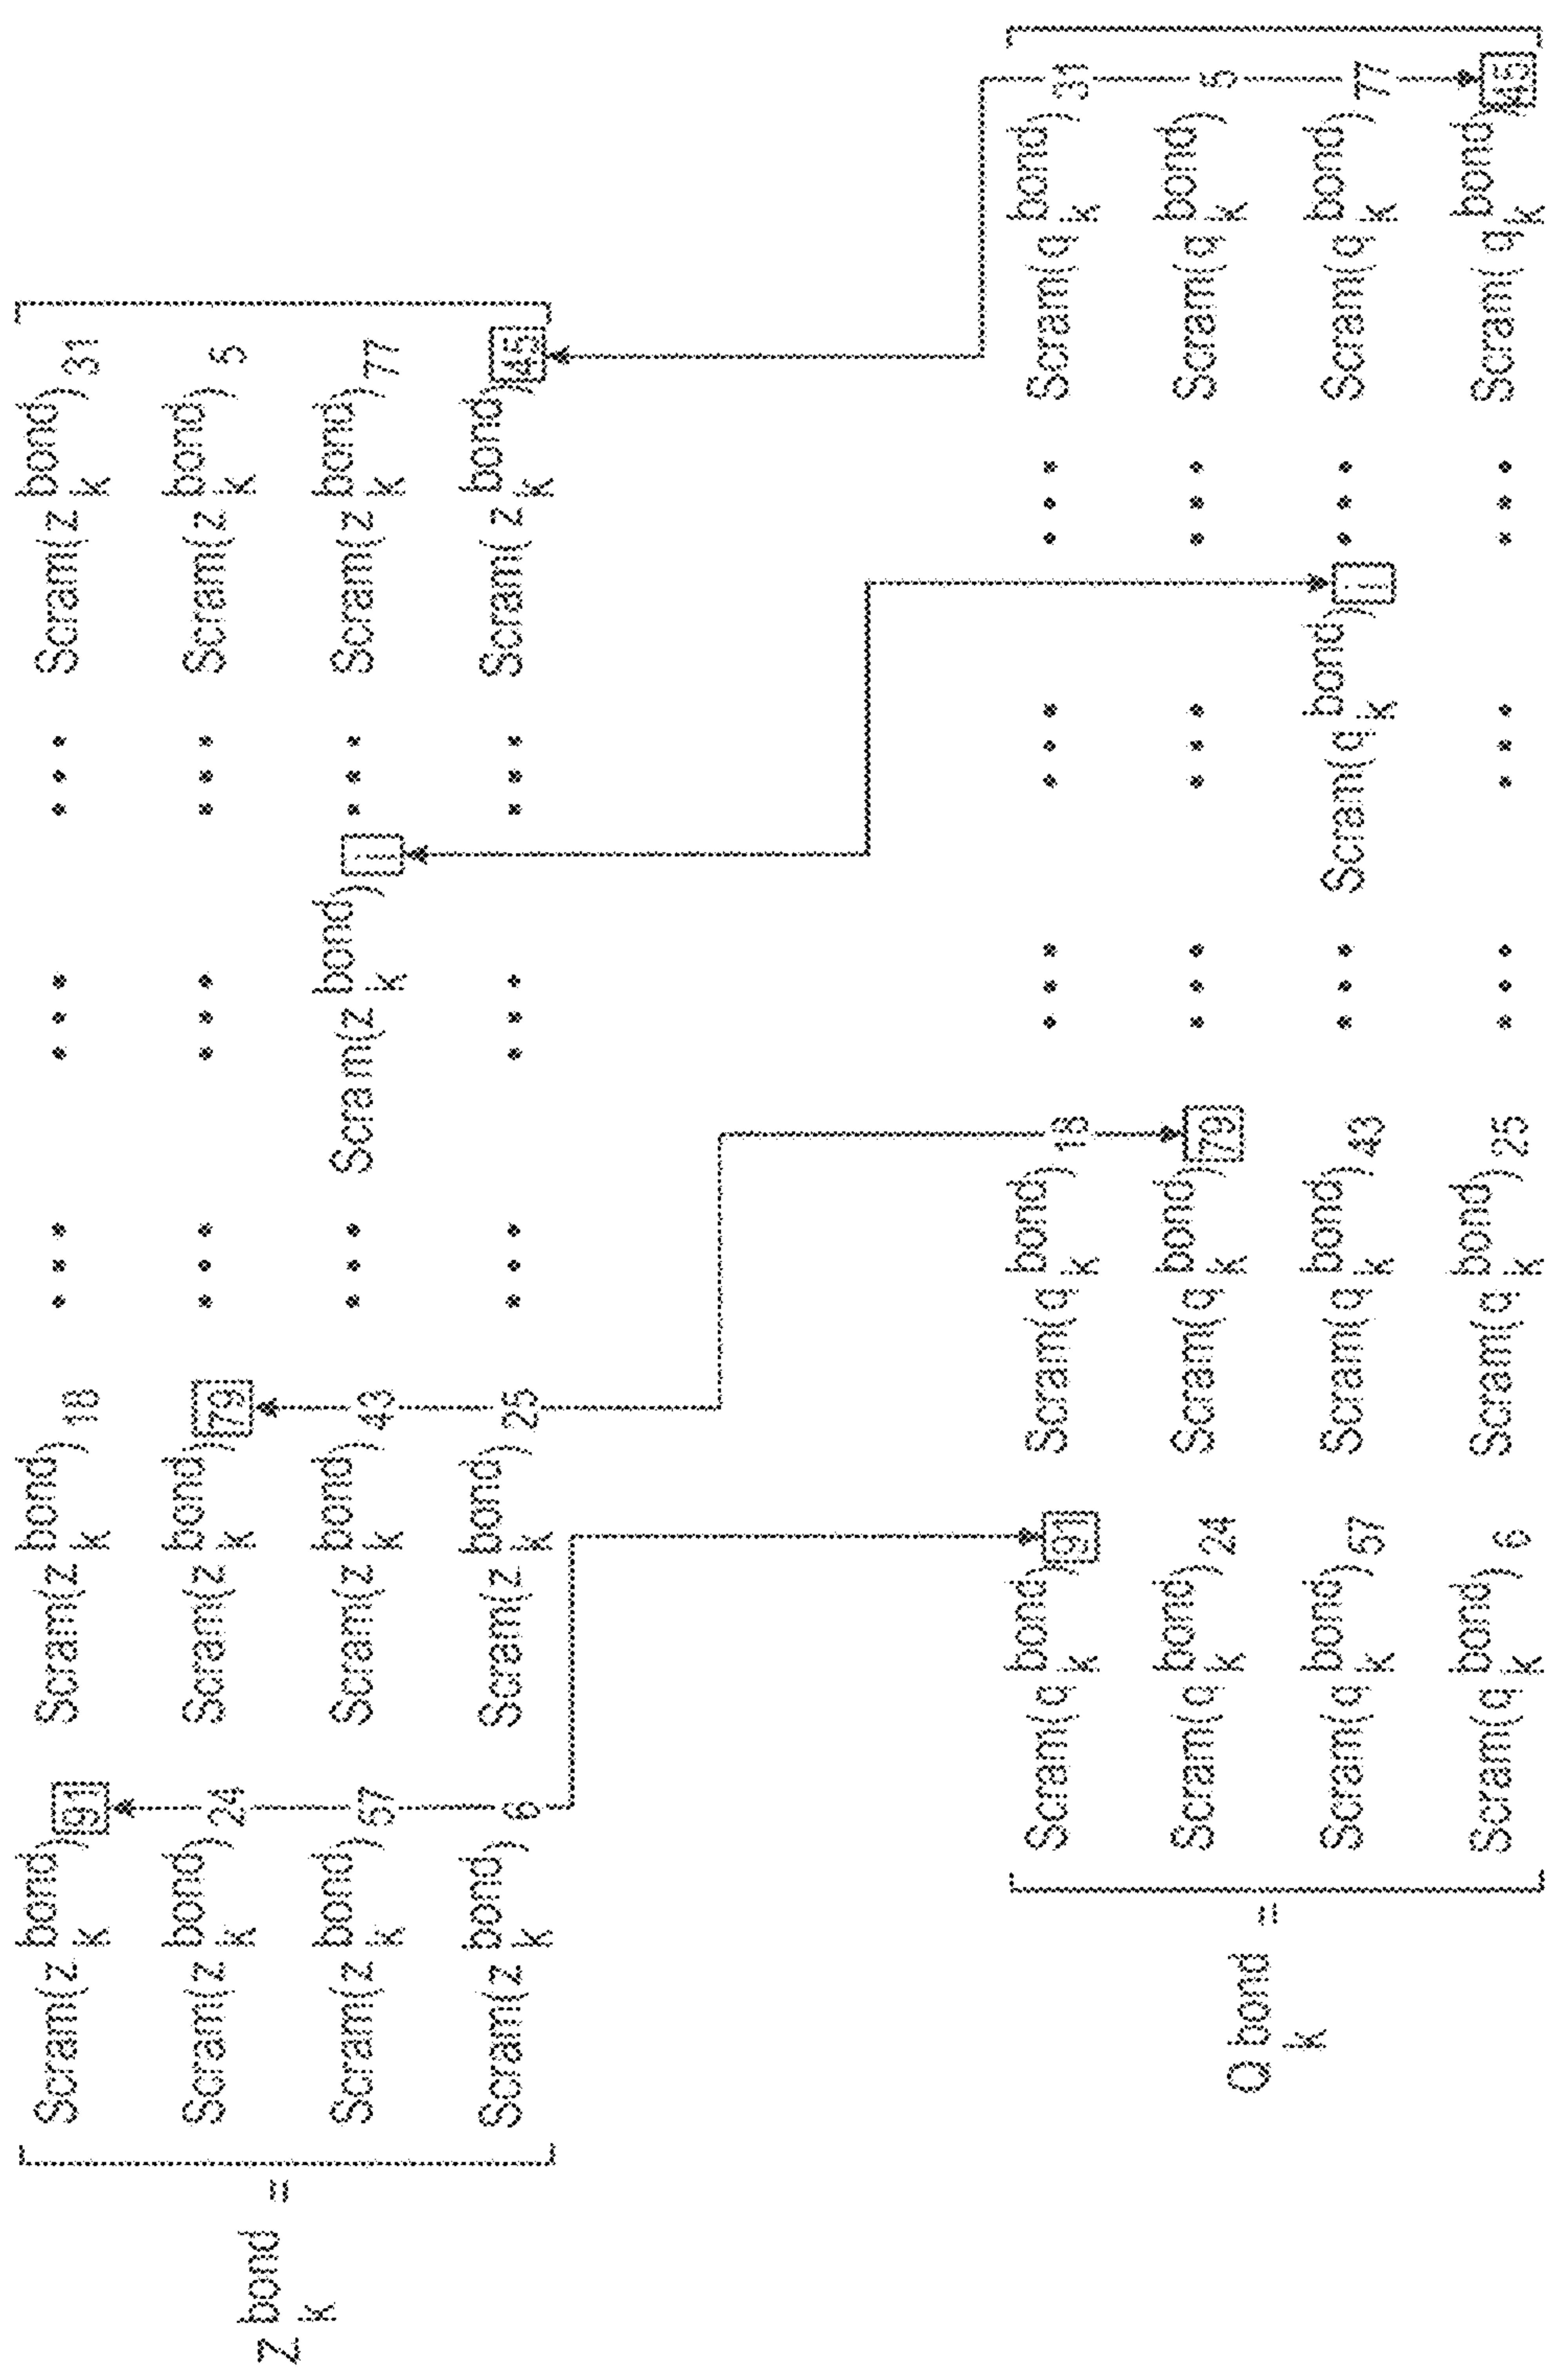 Z bond k =
Scram(z bond k) 91 Scram(z bond k) 18 ... ... ... Scram(z bond k) 31
Scram(z bond k) 24 Scram(z bond k) 79 ... ... ... Scram(z bond k) 5
Scram(z bond k) 57 Scram(z bond k) 43 ... Scram(z bond k) 1 ... Scram(z bond k) 77
Scram(z bond k) 6 Scram(z bond k) 25 ... ... ... Scram( z bond k) 45
Q bond k =
Scram(q bond k) 91 Scram(q bond k) 18 ... ... ... Scram(q bond k) 31
Scram(q bond k) 24 Scram(q bond k) 79 ... ... ... Scram(q bond k) 5
Scram(q bond k) 57 Scram(q bond k) 43 ... Scram(q bond k) 1 ... Scram(q bond k) 77
Scram(q bond k) 6 Scram(q bond k) 25 ... ... ... Scram( q bond k) 45